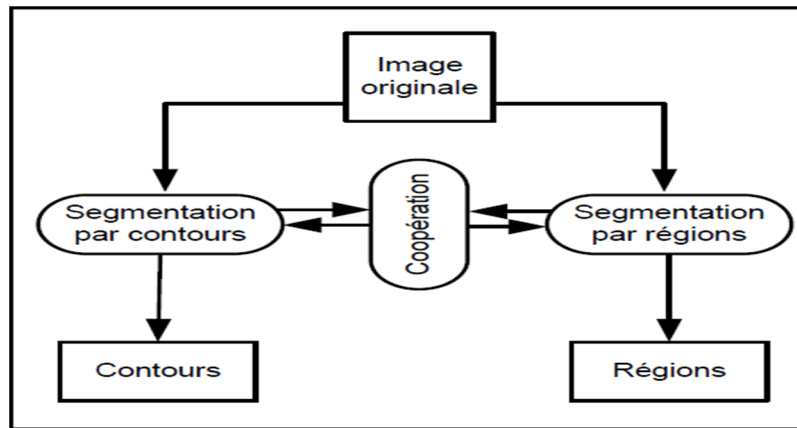 Image
originale
Segmentation
par contours
Coopération
Segmentation
par régions
Contours
Régions